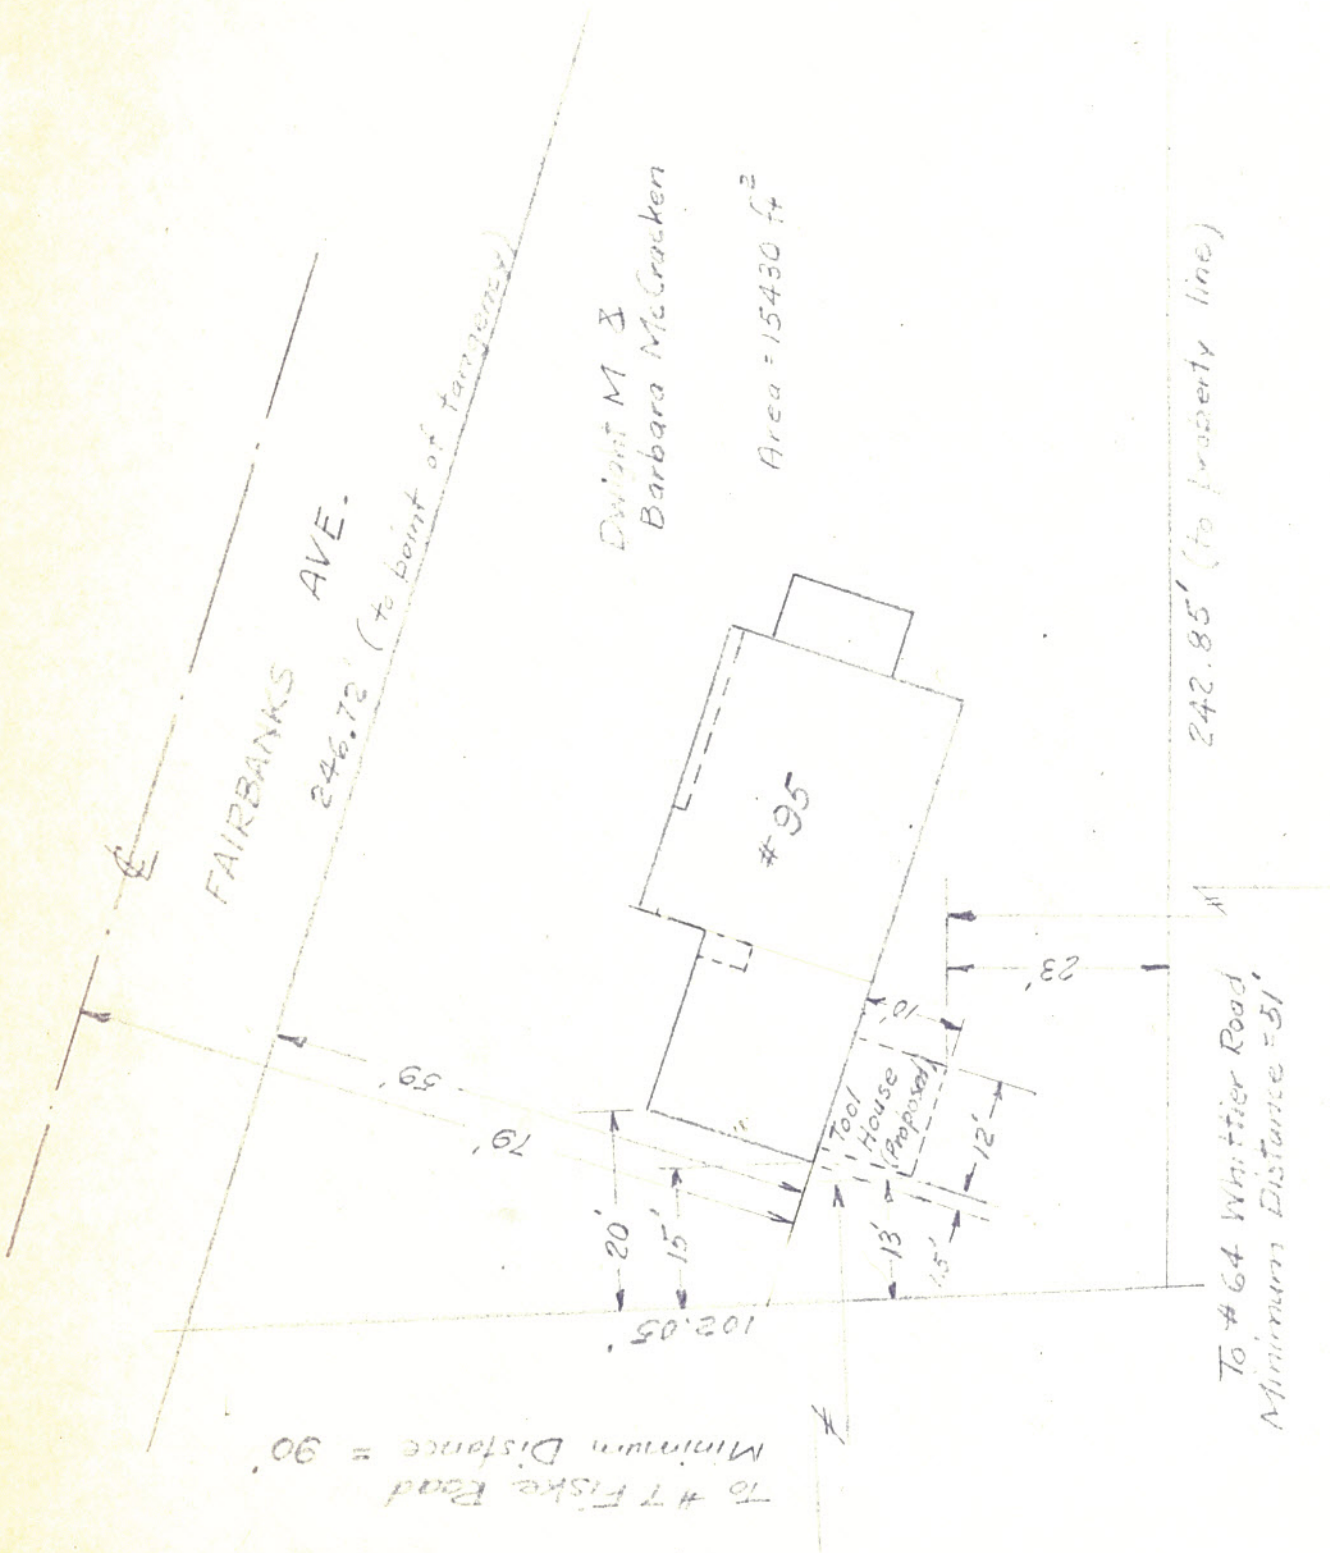 FAIRBANKS AVE.
246.72' (to point of tangency)
Dwight M &
Barbara McCracken
Area = 15430 ft²
# 95
242.85' (to property line)
59'
79'
20'
15'
102.05'
Tool
House
(Proposed)
10'
23'
12'
13'
1.5'
To # 64 Whittier Road
Minimum Distance = 51'
To # 7 Fiske Road
Minimum Distance = 90'